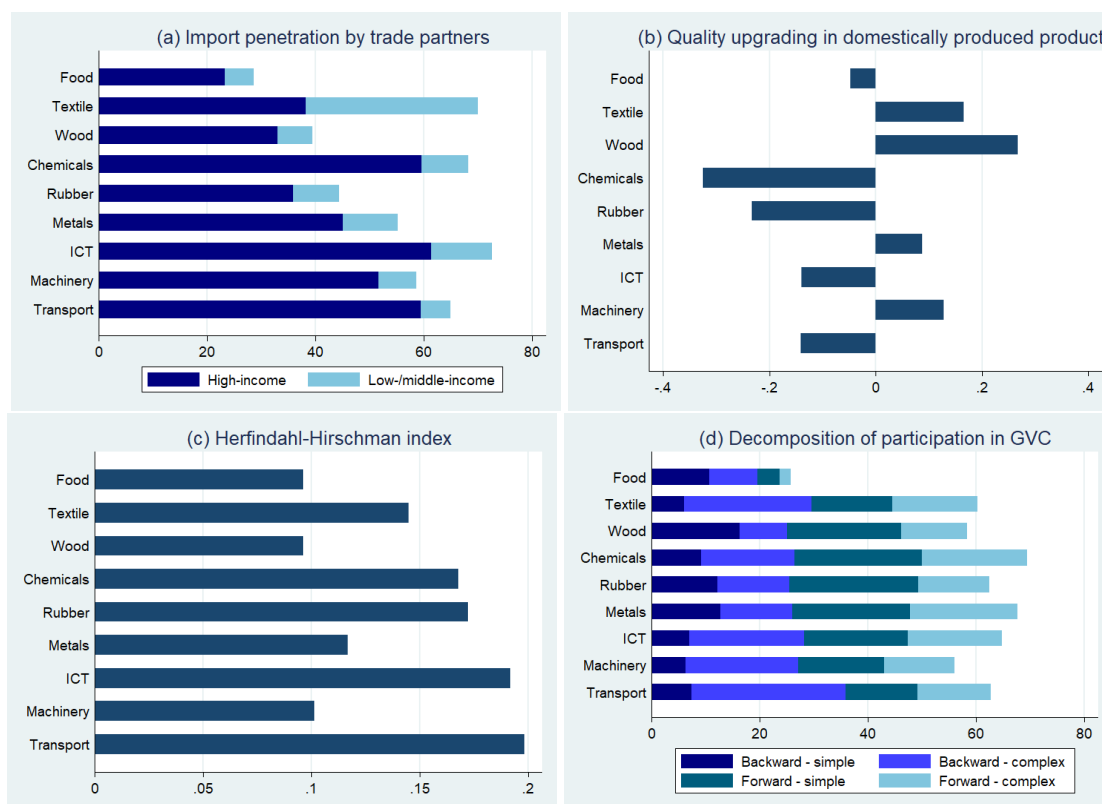 (a) Import penetration by trade partners
Food
Textile
Wood
Chemicals
Rubber
Metals
ICT
Machinery
Transport
0 20 40 60 80
High-income Low-/middle-income
(b) Quality upgrading in domestically produced product
Food
Textile
Wood
Chemicals
Rubber
Metals
ICT
Machinery
Transport
-.4 -.2 0 .2 .4
(c) Herfindahl-Hirschman index
Food
Textile
Wood
Chemicals
Rubber
Metals
ICT
Machinery
Transport
0 .05 .1 .15 .2
(d) Decomposition of participation in GVC
Food
Textile
Wood
Chemicals
Rubber
Metals
ICT
Machinery
Transport
0 20 40 60 80
Backward - simple Backward - complex
Forward - simple Forward - complex